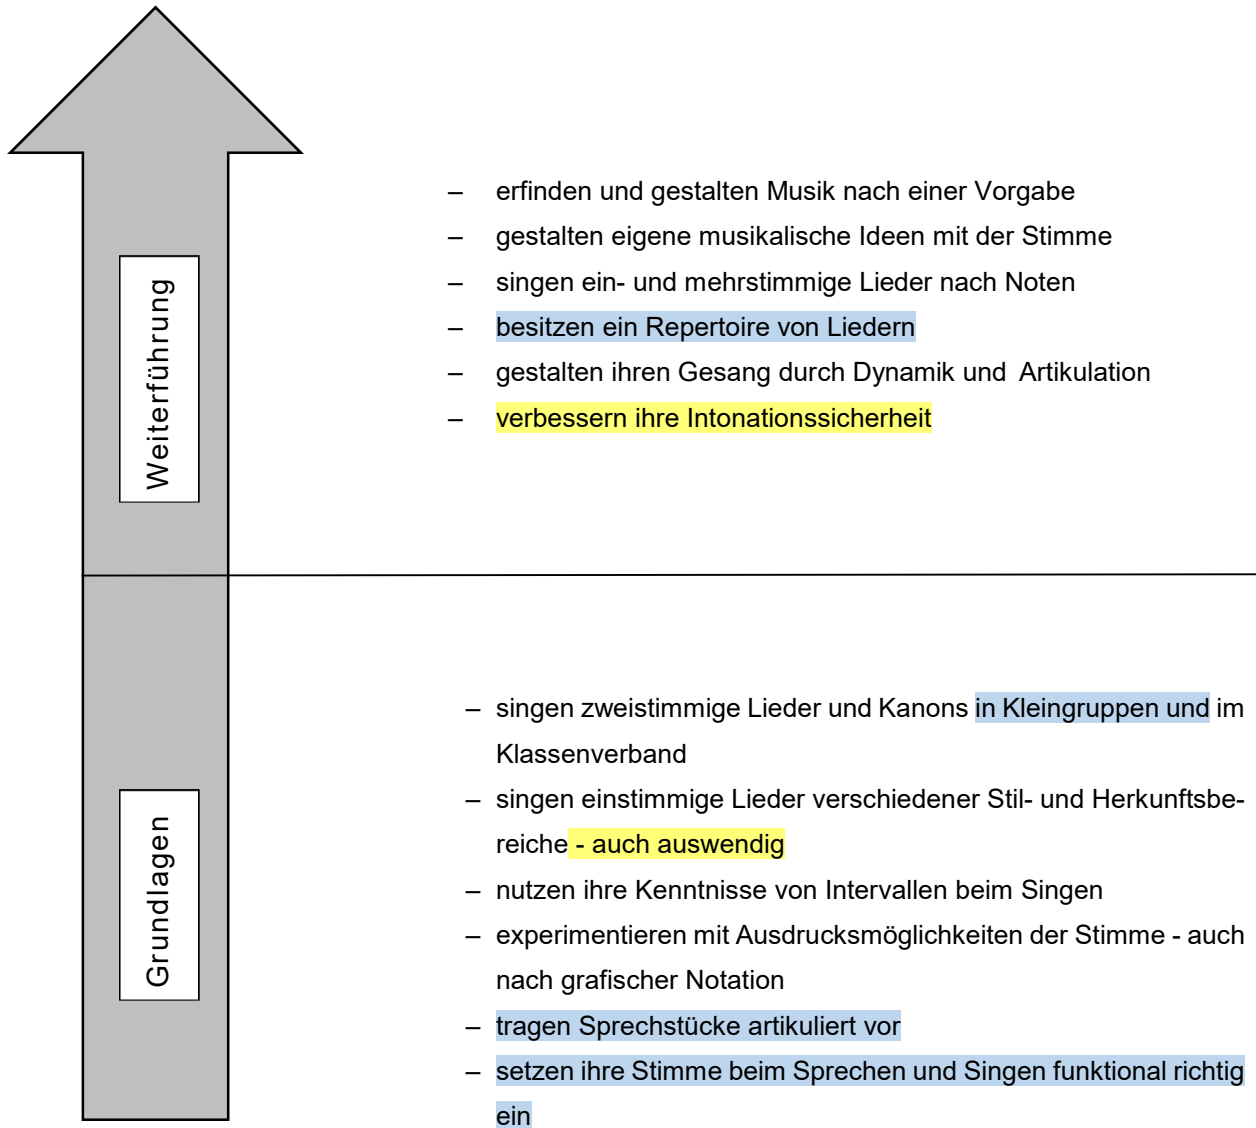 Weiterführung
– erfinden und gestalten Musik nach einer Vorgabe
– gestalten eigene musikalische Ideen mit der Stimme
– singen ein- und mehrstimmige Lieder nach Noten
– besitzen ein Repertoire von Liedern
– gestalten ihren Gesang durch Dynamik und Artikulation
– verbessern ihre Intonationssicherheit
Grundlagen
– singen zweistimmige Lieder und Kanons in Kleingruppen und im
Klassenverband
– singen einstimmige Lieder verschiedener Stil- und Herkunftsbe-
reiche - auch auswendig
– nutzen ihre Kenntnisse von Intervallen beim Singen
– experimentieren mit Ausdrucksmöglichkeiten der Stimme - auch
nach grafischer Notation
– tragen Sprechstücke artikuliert vor
– setzen ihre Stimme beim Sprechen und Singen funktional richtig
ein